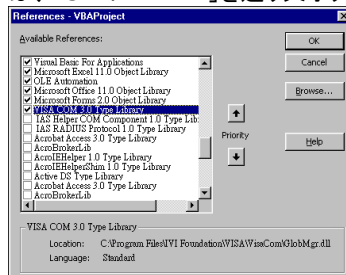 References - VBAProject
Available References:
OK
Visual Basic For Applications
Microsoft Excel 11.0 Object Library
OLE Automation
Microsoft Office 11.0 Object Library
Microsoft Forms 2.0 Object Library
VISA COM 3.0 Type Library
IAS Helper COM Component 1.0 Type Lib:
IAS RADIUS Protocol 1.0 Type Library
Acrobat Access 3.0 Type Library
AcroBrokerLib
AcroIEHelper 1.0 Type Library
AcroIEHelperShim 1.0 Type Library
Active DS Type Library
Acrobat Access 3.0 Type Library
AcroBrokerLib
Cancel
Browse...
Priority
Help
VISA COM 3.0 Type Library
Location: C:\Program Files\IVI Foundation\VISA\VisaCom\GlobMgr.dll
Language: Standard